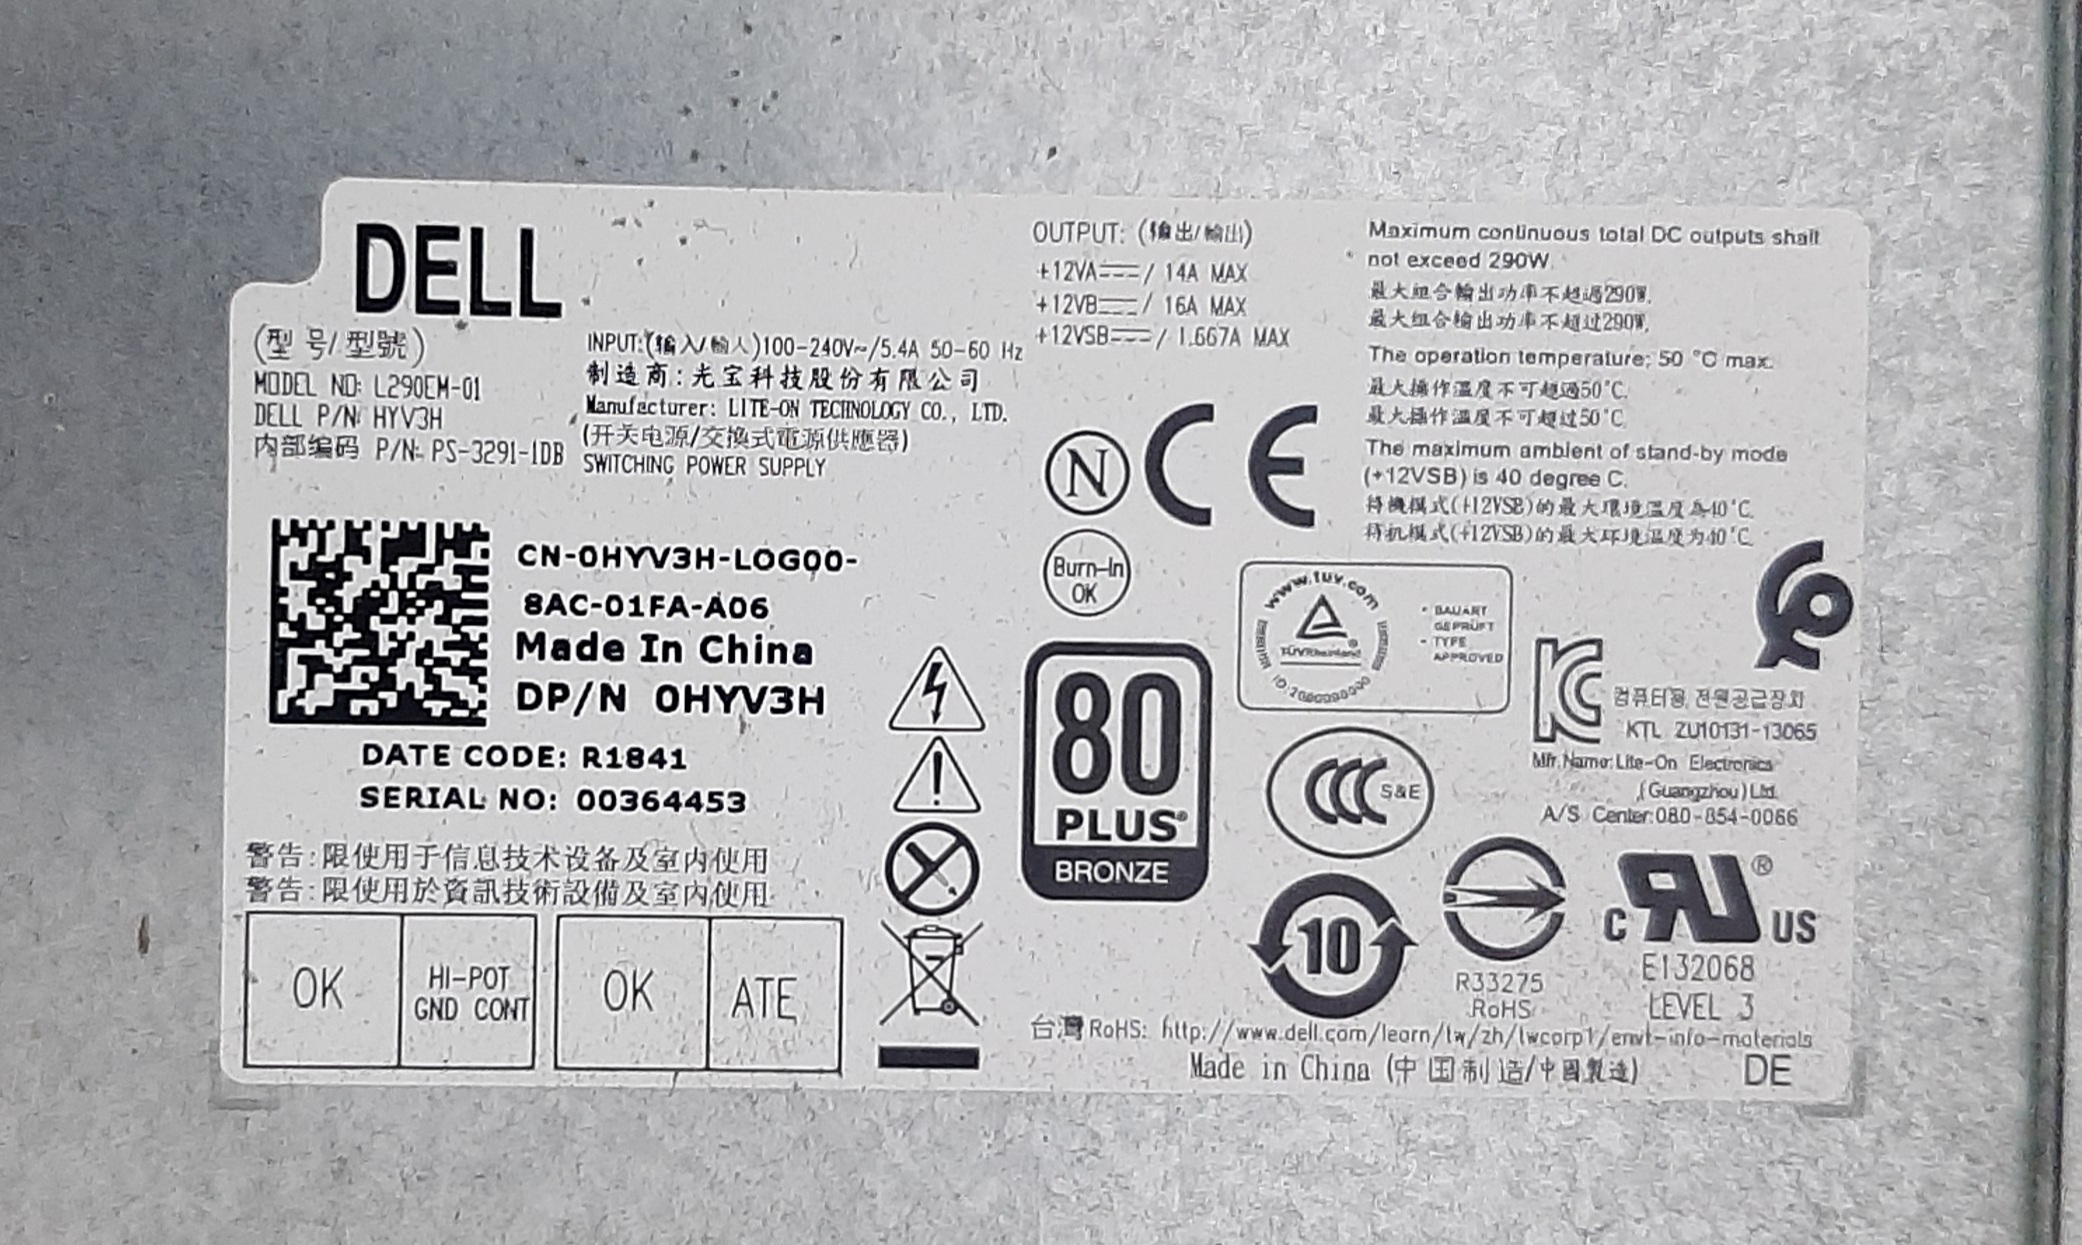 DELL
(型号/型號)
MODEL NO: L290EM-01
DELL P/N: HYV3H
内部编码 P/N: PS-3291-1DB
INPUT:(输入/輸入)100-240V~/5.4A 50-60 Hz
制造商:光宝科技股份有限公司
Manufacturer: LITE-ON TECHNOLOGY CO., LTD.
(开关电源/交換式電源供應器)
SWITCHING POWER SUPPLY
OUTPUT: (输出/輸出)
+12VA⎓/ 14A MAX
+12VB⎓/ 16A MAX
+12VSB⎓/ 1.667A MAX
Maximum continuous total DC outputs shall
not exceed 290W.
最大組合輸出功率不超過290W.
最大组合输出功率不超过290W.
The operation temperature; 50 °C max.
最大操作溫度不可超過50°C.
最大操作温度不可超过50°C.
The maximum ambient of stand-by mode
(+12VSB) is 40 degree C.
待機模式(+12VSB)的最大環境溫度為40°C.
待机模式(+12VSB)的最大环境温度为40°C.
CN-0HYV3H-LOG00-
8AC-01FA-A06
Made In China
DP/N 0HYV3H
DATE CODE: R1841
SERIAL NO: 00364453
警告:限使用于信息技术设备及室内使用
警告:限使用於資訊技術設備及室內使用
OK
HI-POT
GND CONT
OK
ATE
N
CE
Burn-In
OK
80
PLUS®
BRONZE
www.tuv.com
TÜVRheinland
BAUART
GEPRÜFT
TYPE
APPROVED
CCC S&E
10
컴퓨터용 전원공급장치
KTL ZU10131-13065
Mfr.Name:Lite-On Electronics
(Guangzhou)Ltd.
A/S Center:080-854-0066
R33275
RoHS
c RU ® US
E132068
LEVEL 3
台灣RoHS: http://www.dell.com/learn/tw/zh/twcorp1/envt-info-materials
Made in China (中国制造/中國製造)
DE